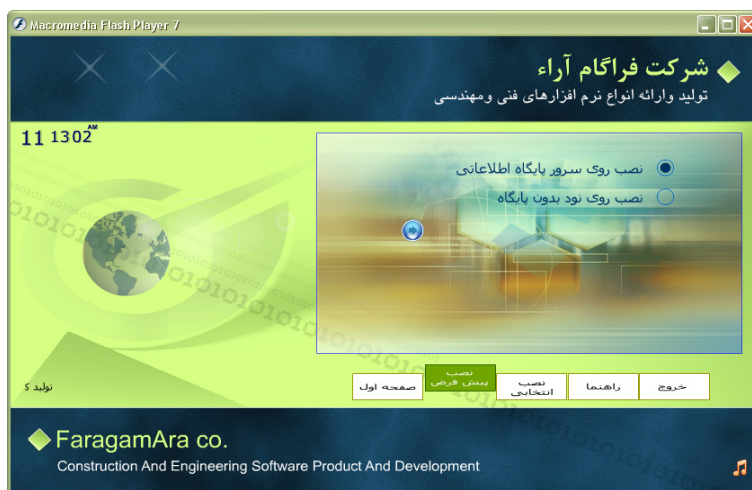 Macromedia Flash Player 7
شرکت فراگام آراء
تولید وارائه انواع نرم افزارهای فنی ومهندسی
11 13 02 AM
نصب روی سرور پایگاه اطلاعاتی
نصب روی نود بدون پایگاه
خروج
راهنما
نصب انتخابی
نصب پیش فرض
صفحه اول
تولید ک
FaragamAra co.
Construction And Engineering Software Product And Development